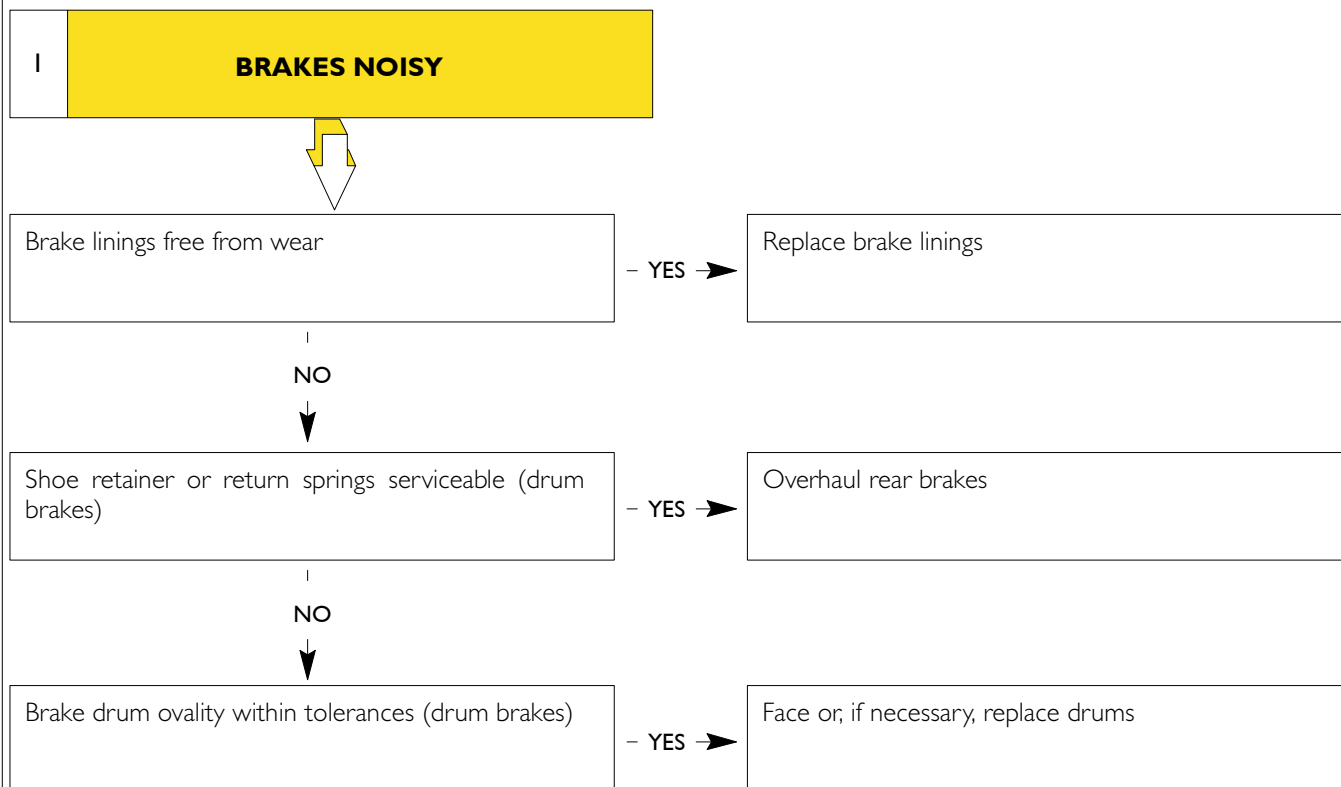 1
BRAKES NOISY
Brake linings free from wear
– YES
Replace brake linings
NO
Shoe retainer or return springs serviceable (drum
brakes)
– YES
Overhaul rear brakes
NO
Brake drum ovality within tolerances (drum brakes)
– YES
Face or, if necessary, replace drums